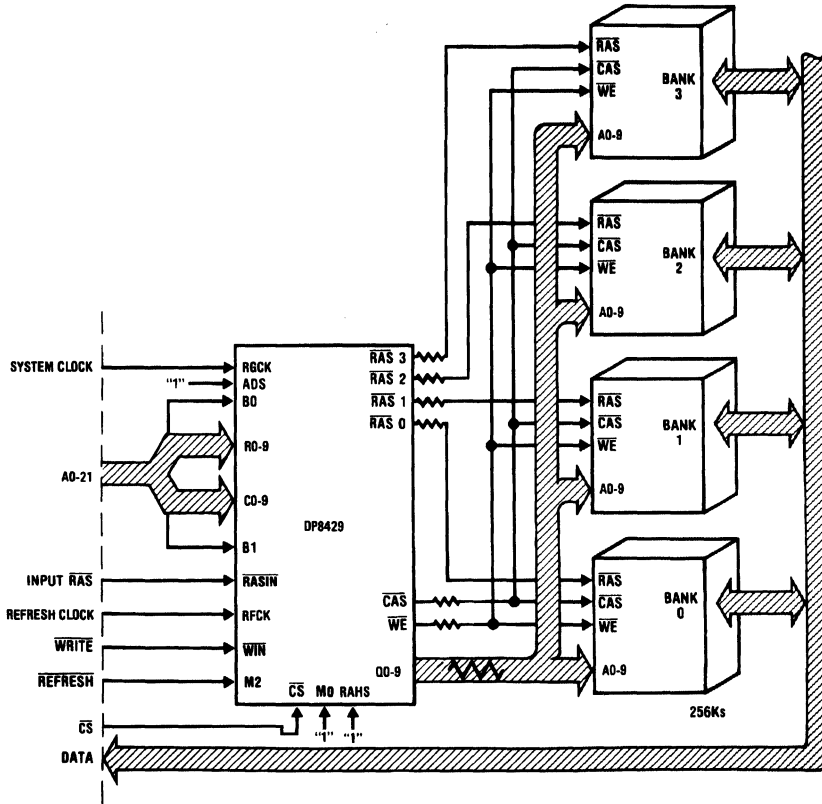 RAS
CAS
WE
A0-9
BANK
3
RAS
CAS
WE
A0-9
BANK
2
RAS
CAS
WE
A0-9
BANK
1
RAS
CAS
WE
A0-9
BANK
0
256Ks
SYSTEM CLOCK
"1"
A0-21
INPUT RAS
REFRESH CLOCK
WRITE
REFRESH
CS
DATA
RGCK
ADS
B0
R0-9
C0-9
B1
RASIN
RFCK
WIN
M2
DP8429
RAS 3
RAS 2
RAS 1
RAS 0
CAS
WE
Q0-9
CS M0 RAHS
"1" "1"